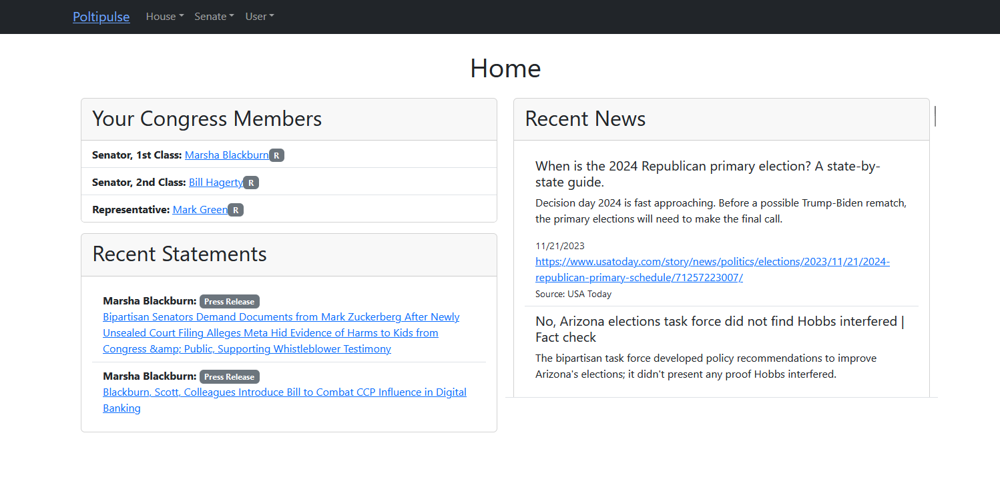 Poltipulse House Senate User
Home
Your Congress Members
Senator, 1st Class: Marsha Blackburn R
Senator, 2nd Class: Bill Hagerty R
Representative: Mark Green R
Recent Statements
Marsha Blackburn: Press Release
Bipartisan Senators Demand Documents from Mark Zuckerberg After Newly
Unsealed Court Filing Alleges Meta Hid Evidence of Harms to Kids from
Congress &amp; Public, Supporting Whistleblower Testimony
Marsha Blackburn: Press Release
Blackburn, Scott, Colleagues Introduce Bill to Combat CCP Influence in Digital
Banking
Recent News
When is the 2024 Republican primary election? A state-by-
state guide.
Decision day 2024 is fast approaching. Before a possible Trump-Biden rematch,
the primary elections will need to make the final call.
11/21/2023
https://www.usatoday.com/story/news/politics/elections/2023/11/21/2024-
republican-primary-schedule/71257223007/
Source: USA Today
No, Arizona elections task force did not find Hobbs interfered |
Fact check
The bipartisan task force developed policy recommendations to improve
Arizona's elections; it didn't present any proof Hobbs interfered.